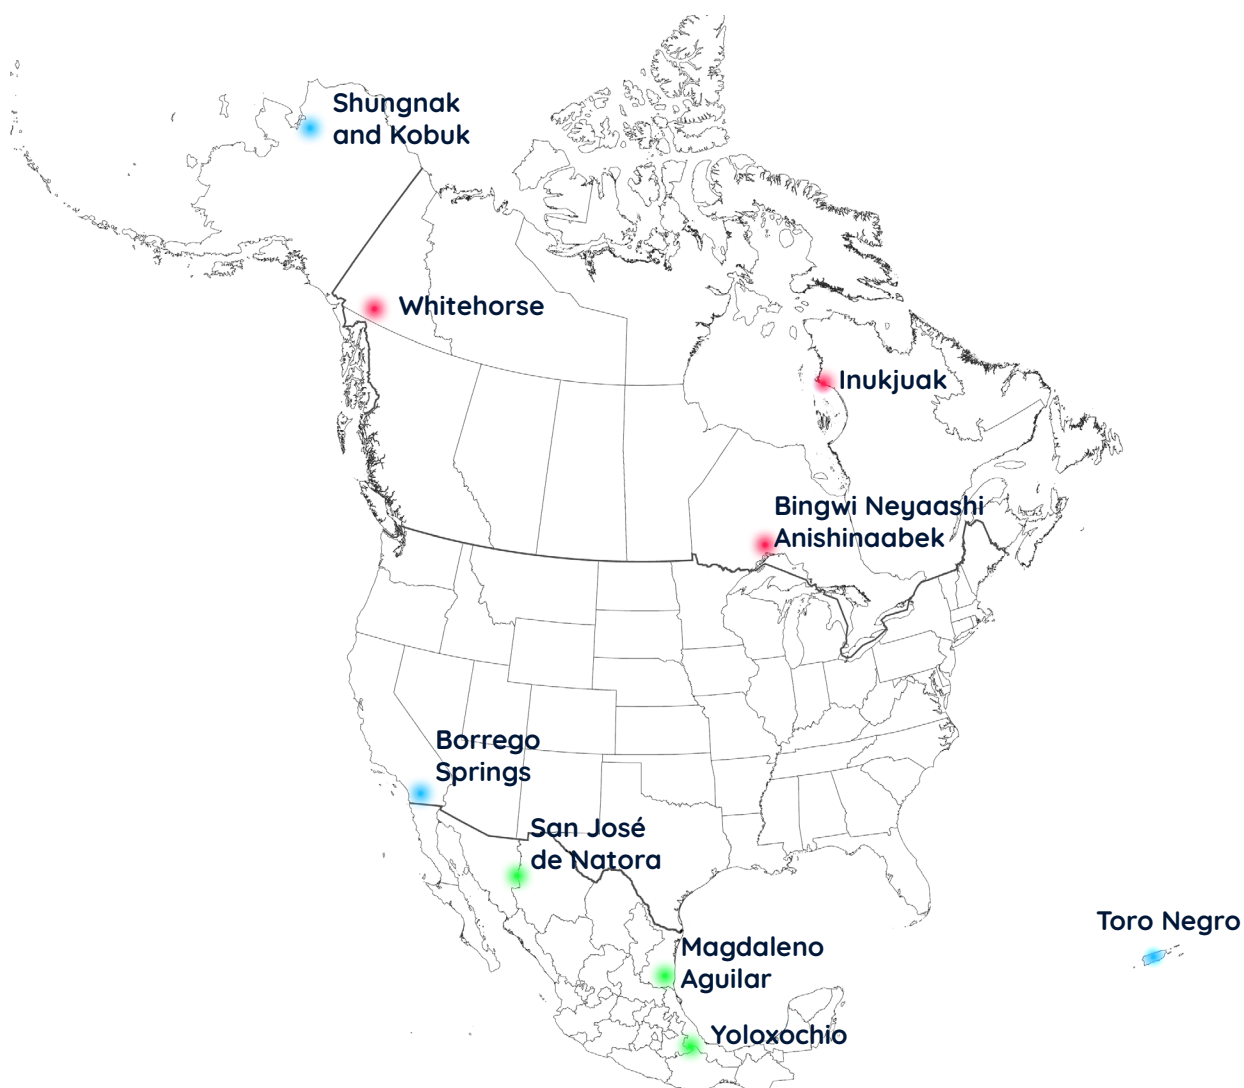 Shungnak
and Kobuk
Whitehorse
Inukjuak
Bingwi Neyaashi
Anishinaabek
Borrego
Springs
San José
de Natora
Toro Negro
Magdaleno
Aguilar
Yoloxochio